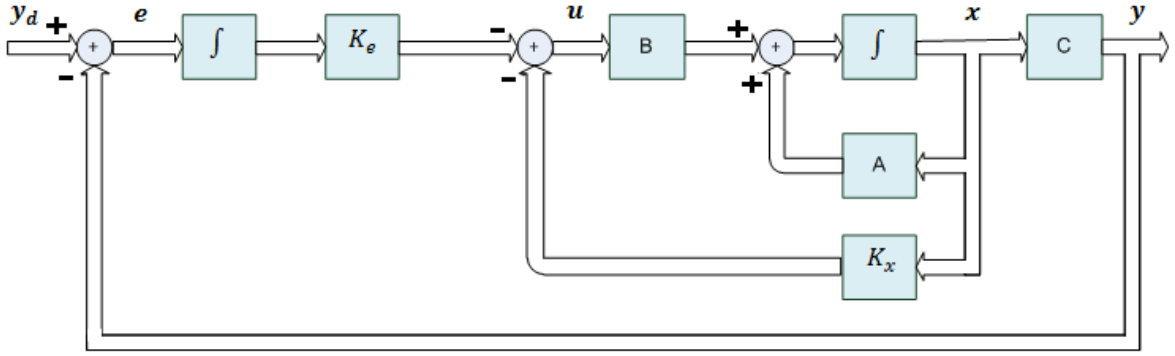 y_d + e ∫ K_e − u B + ∫ x C y
+
− + − + +
A
K_x